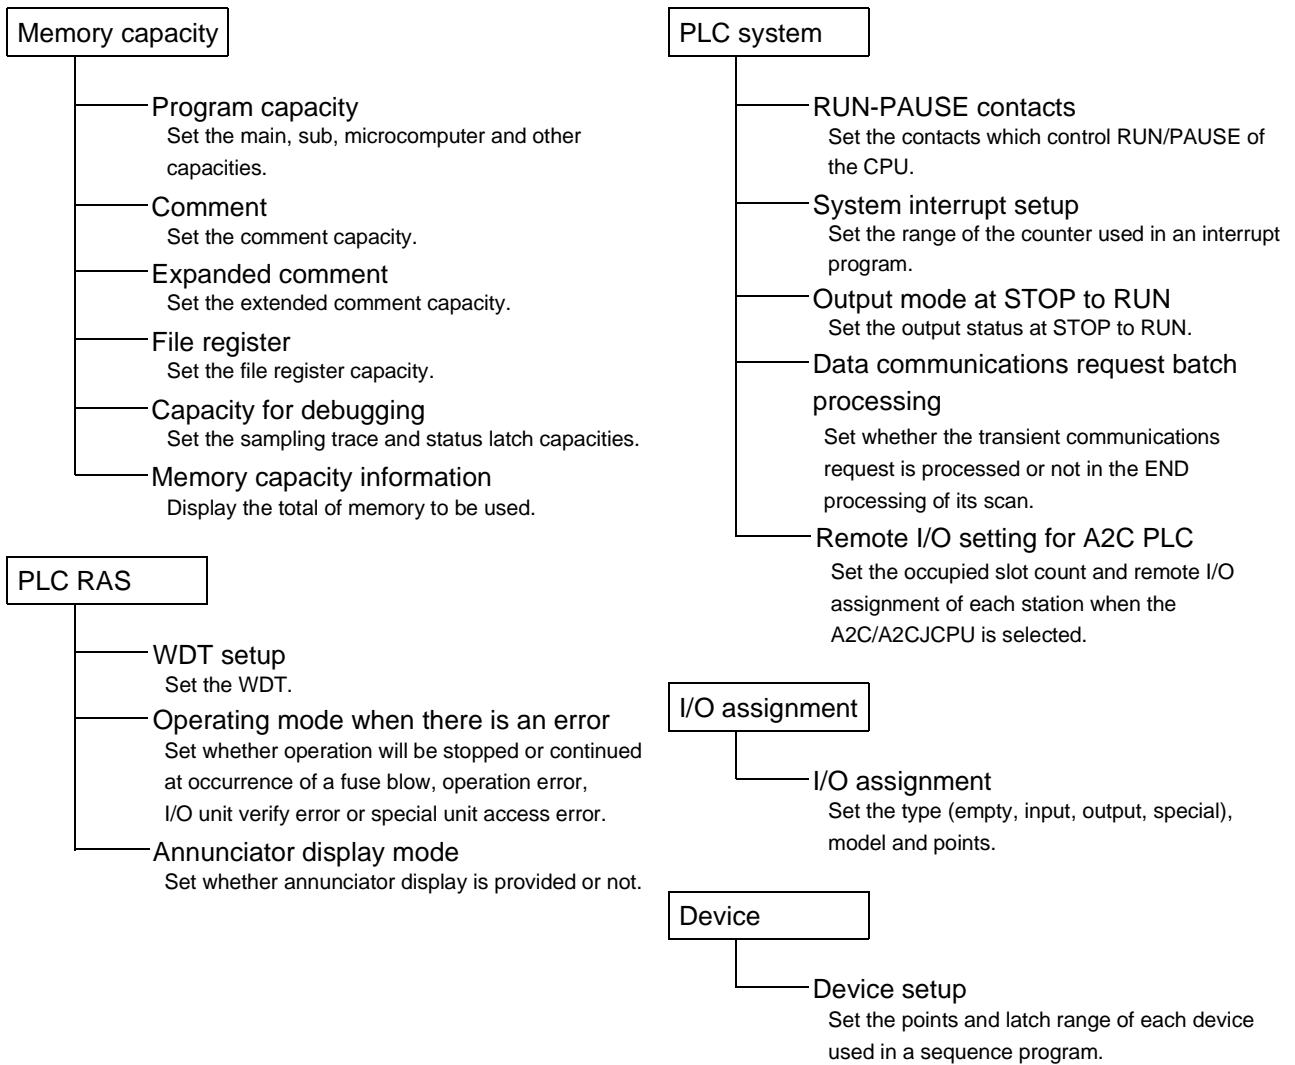 Memory capacity
Program capacity
Set the main, sub, microcomputer and other
capacities.
Comment
Set the comment capacity.
Expanded comment
Set the extended comment capacity.
File register
Set the file register capacity.
Capacity for debugging
Set the sampling trace and status latch capacities.
Memory capacity information
Display the total of memory to be used.
PLC RAS
WDT setup
Set the WDT.
Operating mode when there is an error
Set whether operation will be stopped or continued
at occurrence of a fuse blow, operation error,
I/O unit verify error or special unit access error.
Annunciator display mode
Set whether annunciator display is provided or not.
PLC system
RUN-PAUSE contacts
Set the contacts which control RUN/PAUSE of
the CPU.
System interrupt setup
Set the range of the counter used in an interrupt
program.
Output mode at STOP to RUN
Set the output status at STOP to RUN.
Data communications request batch
processing
Set whether the transient communications
request is processed or not in the END
processing of its scan.
Remote I/O setting for A2C PLC
Set the occupied slot count and remote I/O
assignment of each station when the
A2C/A2CJCPU is selected.
I/O assignment
I/O assignment
Set the type (empty, input, output, special),
model and points.
Device
Device setup
Set the points and latch range of each device
used in a sequence program.